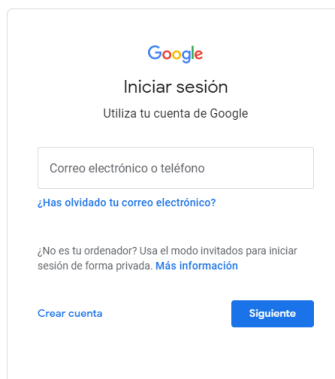 Google
Iniciar sesión
Utiliza tu cuenta de Google
Correo electrónico o teléfono
¿Has olvidado tu correo electrónico?
¿No es tu ordenador? Usa el modo invitados para iniciar
sesión de forma privada. Más información
Crear cuenta
Siguiente